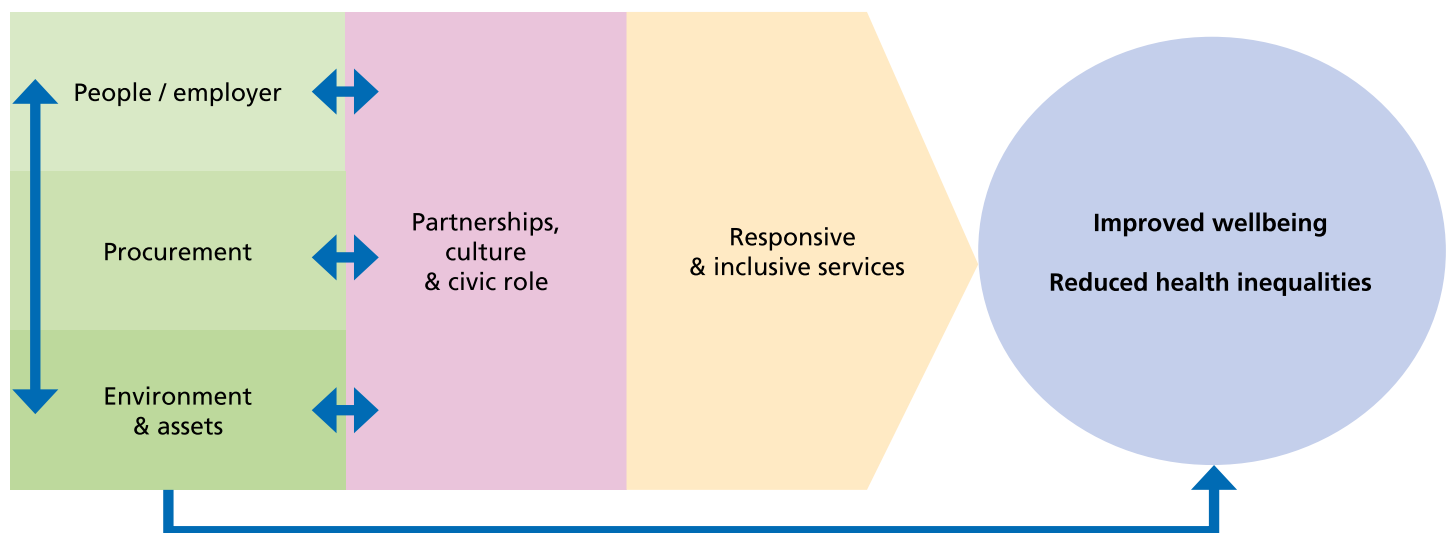 People / employer
Procurement
Environment
& assets
Partnerships,
culture
& civic role
Responsive
& inclusive services
Improved wellbeing
Reduced health inequalities